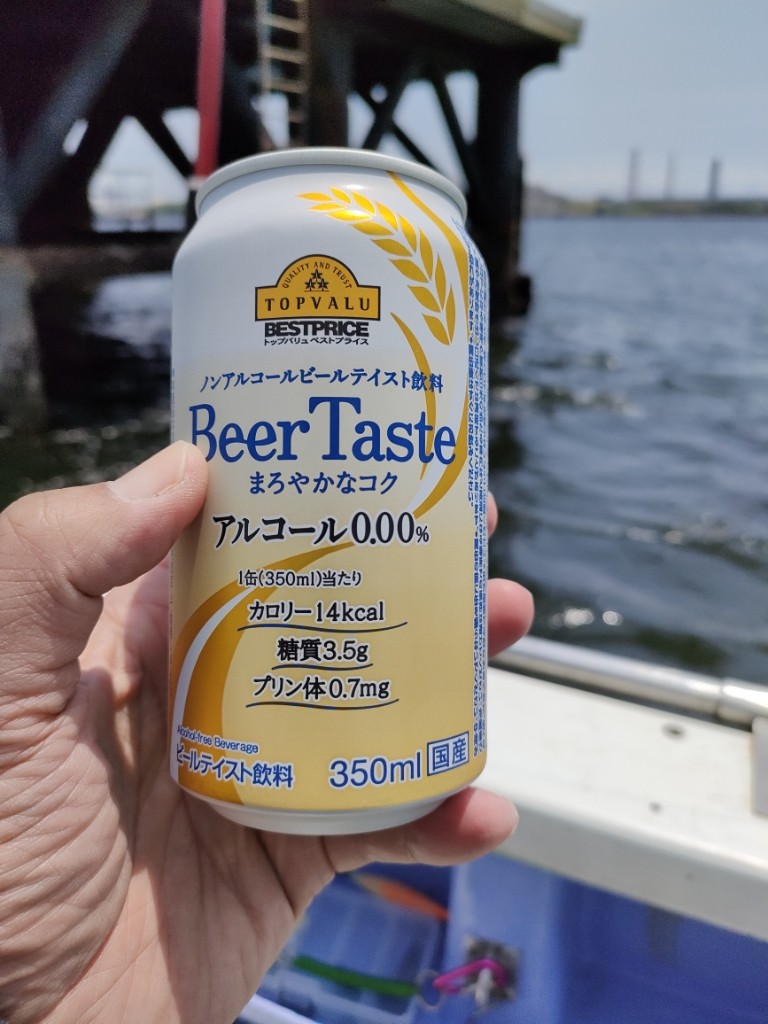 QUALITY AND TRUST
TOPVALU
BESTPRICE
トップバリュ ベストプライス
ノンアルコールビールテイスト飲料
Beer Taste
まろやかなコク
アルコール0.00%
1缶(350ml)当たり
カロリー14kcal
糖質3.5g
プリン体0.7mg
Alcohol-free Beverage
ビールテイスト飲料
350ml 国産